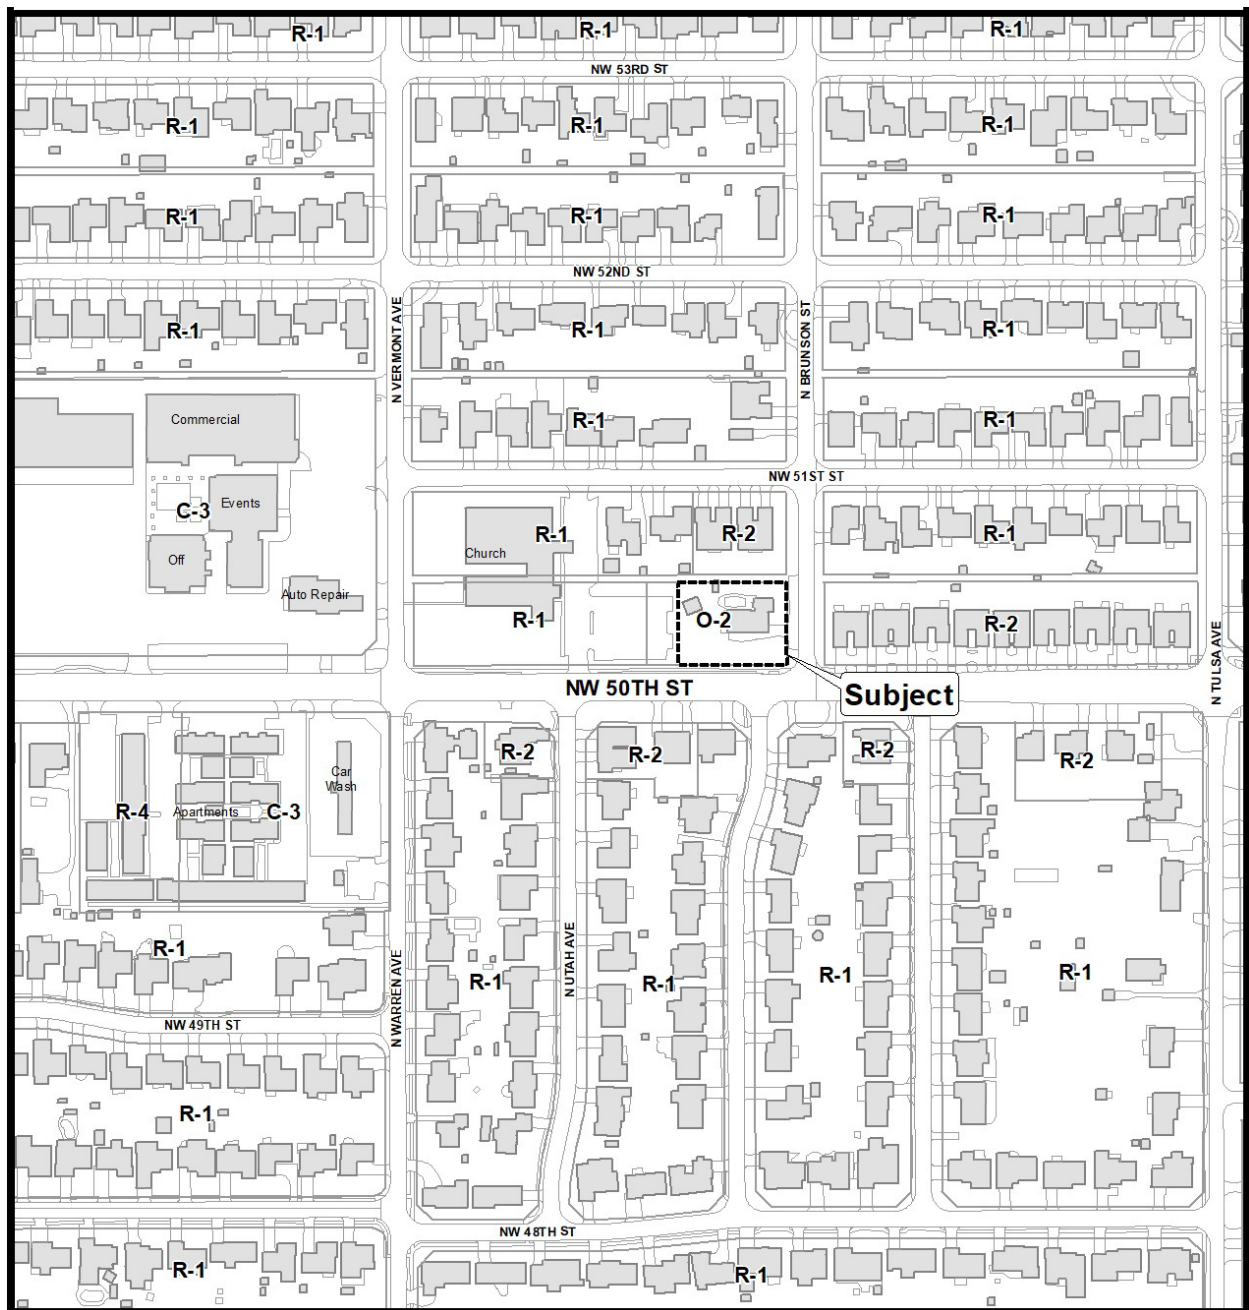 R-1
R-1
R-1
NW 53RD ST
R-1
R-1
R-1
R-1
R-1
R-1
NW 52ND ST
N VERMONT AVE
N BRUNSON ST
R-1
R-1
R-1
Commercial
R-1
R-1
NW 51ST ST
Events
C-3
Off
Auto Repair
Church
R-1
R-2
R-1
R-1
O-2
R-2
N TULSA AVE
NW 50TH ST
Subject
R-2
R-2
R-2
R-2
Car
Wash
R-4
Apartments
C-3
R-1
N WARREN AVE
N UTAH AVE
R-1
R-1
R-1
R-1
NW 49TH ST
R-1
NW 48TH ST
R-1
R-1